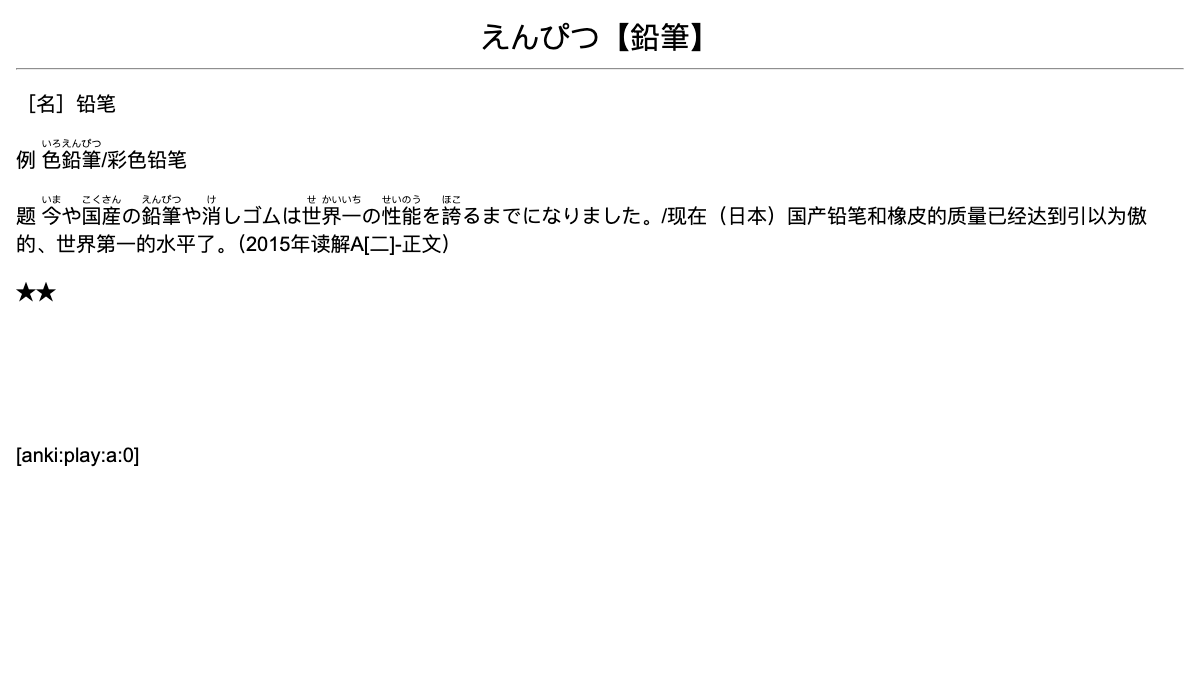 えんぴつ【鉛筆】
［名］铅笔
いろえんぴつ
例 色鉛筆/彩色铅笔
いま こくさん えんぴつ け せ かいいち せいのう ほこ
题 今や国産の鉛筆や消しゴムは世界一の性能を誇るまでになりました。/现在（日本）国产铅笔和橡皮的质量已经达到引以为傲
的、世界第一的水平了。（2015年读解A[二]-正文）
★★
[anki:play:a:0]